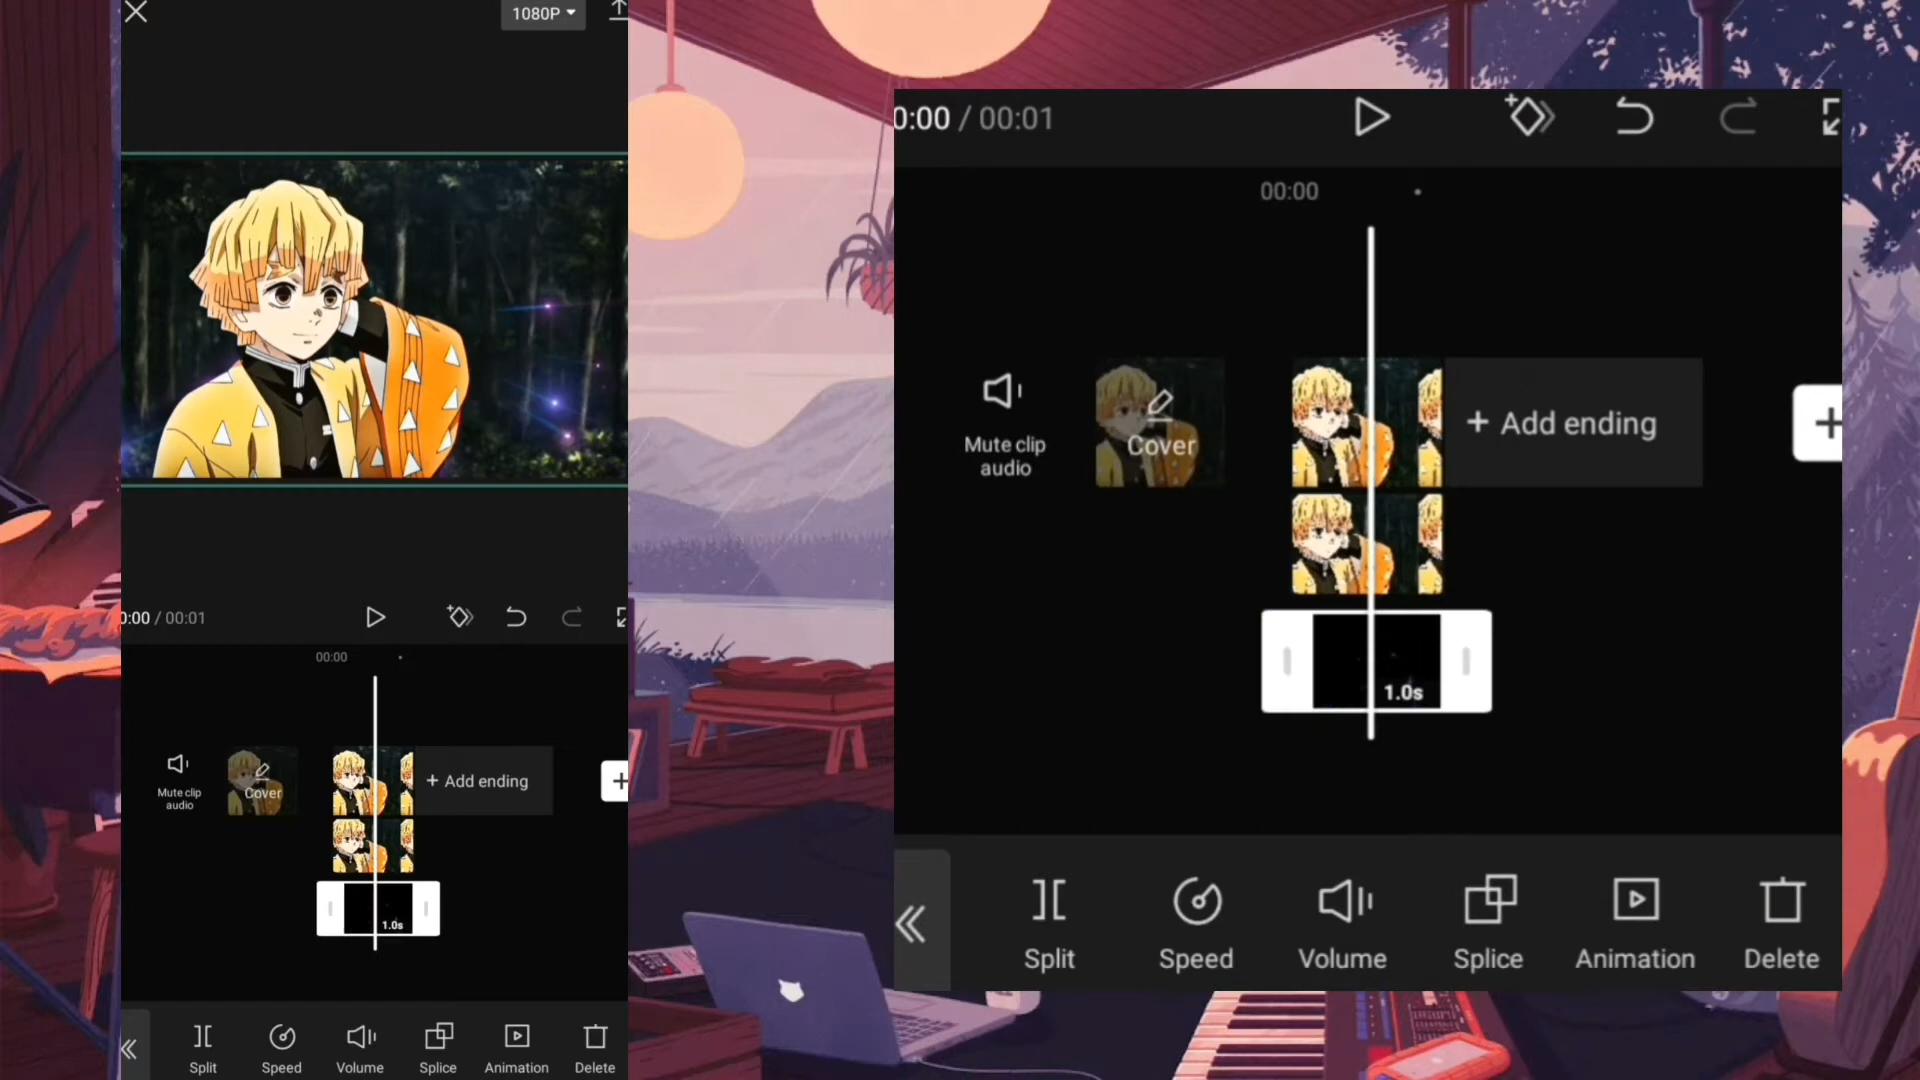 1080P
0:00 / 00:01
00:00
Mute clip
audio
Cover
+ Add ending
1.0s
Split
Speed
Volume
Splice
Animation
Delete
0:00 / 00:01
00:00
Mute clip
audio
Cover
+ Add ending
1.0s
Split
Speed
Volume
Splice
Animation
Delete